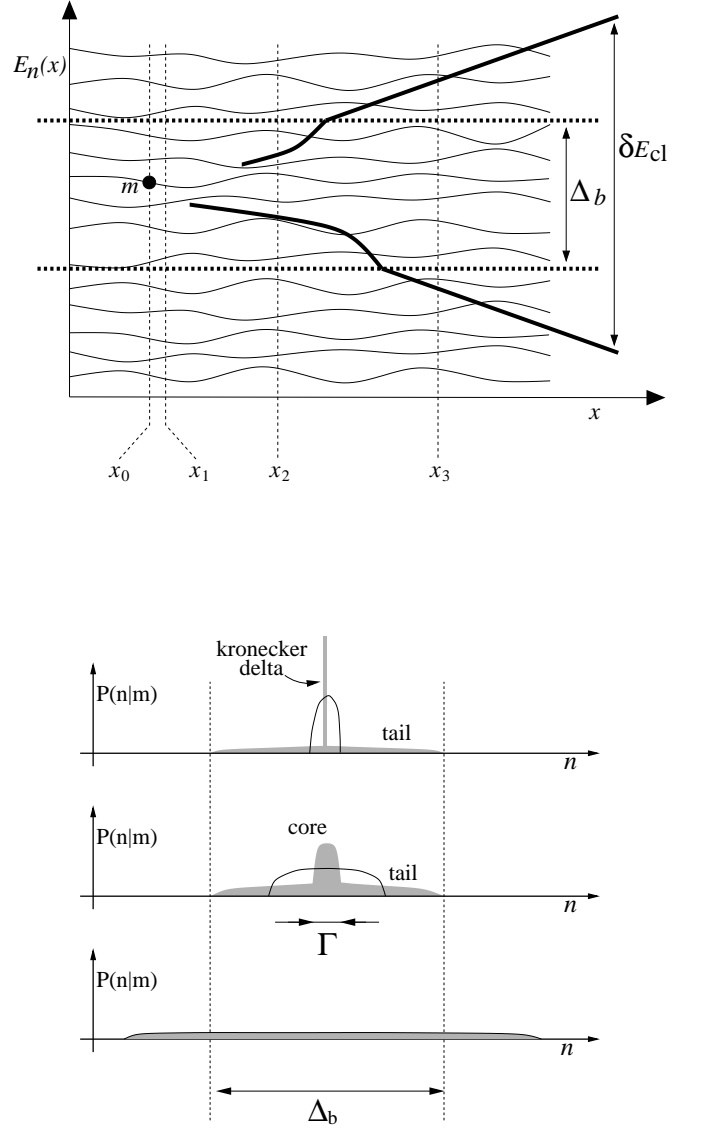 E_n(x)
δE_cl
Δ_b
m
x
x_0 x_1 x_2 x_3
kronecker
delta
P(n|m)
tail
n
core
P(n|m)
tail
n
Γ
P(n|m)
n
Δ_b